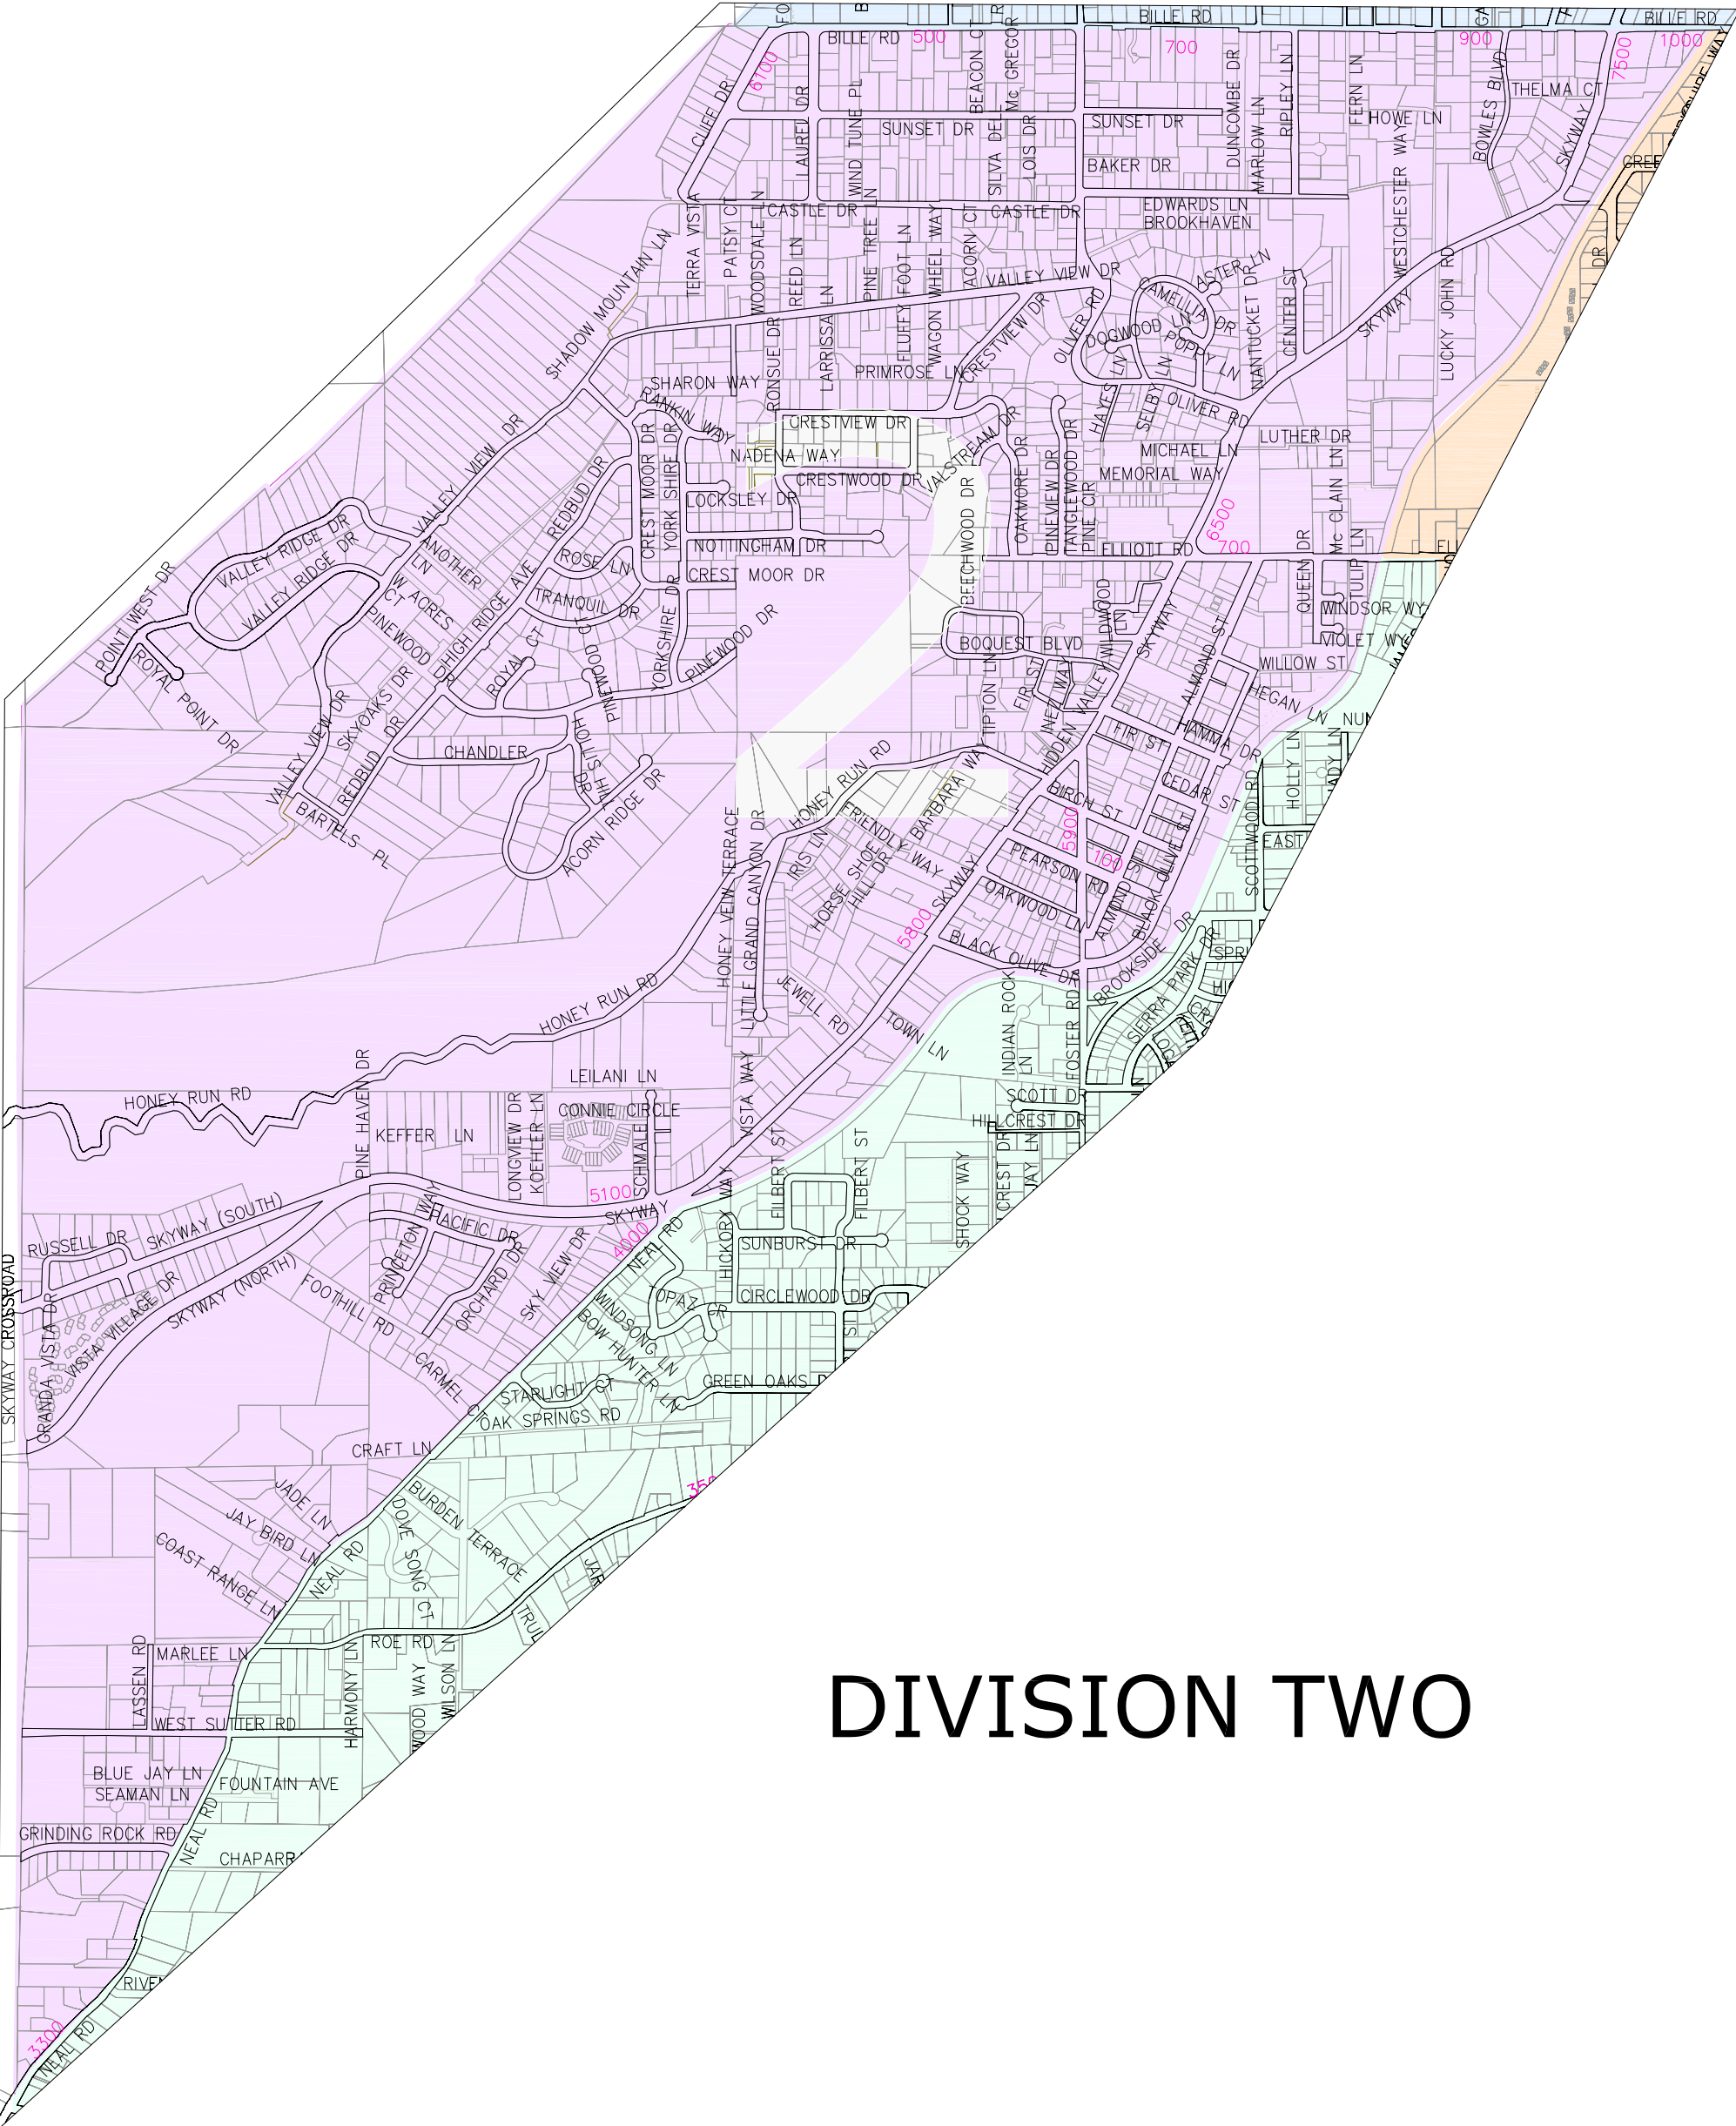 BILLE RD
BILLE RD
BILLE RD
500
700
900
1000
6100
7500
CLIFF DR
LAUREL DR
WIND TUNE PL
BEACON CT
Mc GREGOR
SUNSET DR
SUNSET DR
SILVA DELL
LOIS DR
DUNCOMBE DR
MARLOW LN
RIPLEY LN
FERN LN
HOWE LN
BOWLES BLVD
THELMA CT
SKYWAY
BAKER DR
EDWARDS LN
BROOKHAVEN
WESTCHESTER WAY
CASTLE DR
CASTLE DR
TERRA VISTA
PATSY CT
WOODSDALE LN
REED LN
PINE TREE LN
FLUFFY FOOT LN
WAGON WHEEL WAY
ACORN CT
VALLEY VIEW DR
ASTER LN
CAMELLIA DR
DOGWOOD LN
POPPY LN
NANTUCKET DR
CENTER ST
SKYWAY
LUCKY JOHN RD
DR
SHADOW MOUNTAIN LN
LARRISSA LN
RONSUE DR
CRESTVIEW DR
OLIVER RD
SHARON WAY
PRIMROSE LN
RANKIN WAY
HAYES LN
SELBY LN
OLIVER RD
CRESTVIEW DR
NADENA WAY
CRESTWOOD DR
VALSTREAM DR
LUTHER DR
MICHAEL LN
MEMORIAL WAY
VALLEY VIEW DR
REDBUD DR
CREST MOOR DR
YORK SHIRE DR
LOCKSLEY DR
BEECHWOOD DR
OAKMORE DR
PINEVIEW DR
TANGLEWOOD DR
PINE CIR
6500
Mc CLAIN LN
NOTTINGHAM DR
ELLIOTT RD
700
QUEEN DR
TULIP LN
VALLEY RIDGE DR
VALLEY RIDGE DR
ANOTHER
LN
ROSE LN
CREST MOOR DR
POINT WEST DR
W ACRES
CT
TRANQUIL DR
HIGH RIDGE AVE
PINEWOOD DR
PINEWOOD DR
YORKSHIRE DR
PINEWOOD CT
ROYAL CT
ROYAL POINT DR
WINDSOR WY
VIOLET WY
BOQUEST BLVD
WILDWOOD
LN
SKYWAY
ALMOND ST
WILLOW ST
HEGAN LN
SKYOAKS DR
VALLEY VIEW DR
REDBUD DR
CHANDLER
HILLTOP
DR
ACORN RIDGE DR
BARTELS PL
TIPTON LN
FIR ST
INEZ WAY
HIDDEN VALLEY
FIR ST
HAMMA DR
CEDAR ST
BIRCH ST
HOLLY LN
HONEY RUN RD
BARBARA WAY
FRIENDLY WAY
HORSE SHOE
HILL DR
IRIS LN
5900
100
PEARSON RD
OAKWOOD LN
ALMOND ST
BLACK OLIVE ST
SCOTTWOOD RD
EAST
HONEY VEIW TERRACE
LITTLE GRAND CANYON DR
SKYWAY
5800
BLACK OLIVE DR
BROOKSIDE DR
SIERRA PARK DR
JEWELL RD
TOWN LN
INDIAN ROCK
LN
FOSTER RD
HONEY RUN RD
HONEY RUN RD
PINE HAVEN DR
LEILANI LN
CONNIE CIRCLE
KEFFER LN
LONGVIEW DR
KOEHLER LN
SCHMALE
VISTA WAY
SCOTT DR
HILLCREST DR
JAY LN
SHOCK WAY
FILBERT ST
FILBERT ST
HICKORY WAY
5100
SKYWAY
4000
NEAL RD
SUNBURST DR
CIRCLEWOOD DR
RUSSELL DR
SKYWAY (SOUTH)
SKYWAY (NORTH)
VISTA VILLAGE DR
GRANDA VISTA DR
SKYWAY CROSSROAD
PACIFIC DR
PRINCETON WAY
ORCHARD DR
SKY VIEW DR
FOOTHILL RD
CARMEL CT
WINDSONG LN
BOW HUNTER LN
STARLIGHT CT
OAK SPRINGS RD
CRAFT LN
JADE LN
JAY BIRD LN
COAST RANGE LN
NEAL RD
DOVE SONG CT
BURDEN TERRACE
ROE RD
HARMONY LN
WILSON LN
WOOD WAY
LASSEN RD
MARLEE LN
WEST SUTTER RD
BLUE JAY LN
SEAMAN LN
FOUNTAIN AVE
GRINDING ROCK RD
NEAL RD
3300
NEAL RD
2
DIVISION TWO